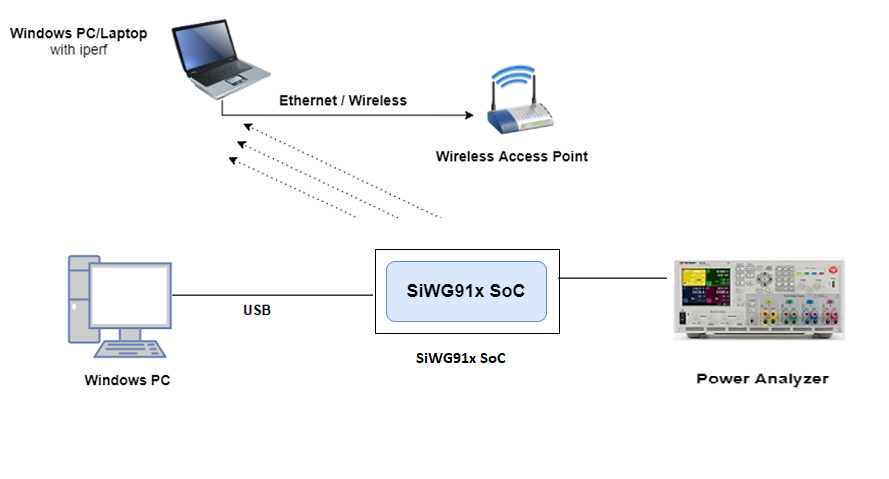 Windows PC/Laptop
with iperf
Ethernet / Wireless
Wireless Access Point
SiWG91x SoC
USB
SiWG91x SoC
Windows PC
Power Analyzer